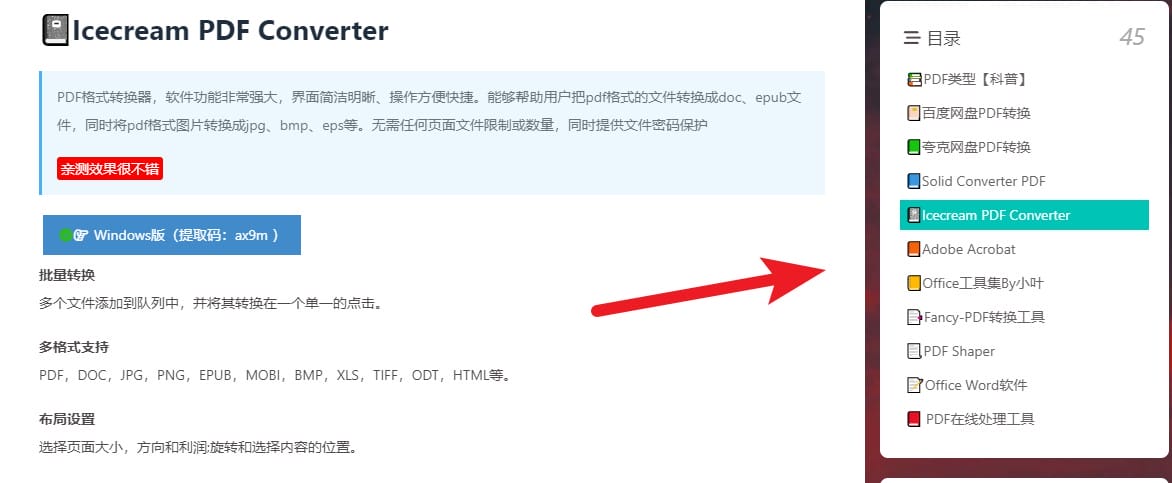 Icecream PDF Converter
PDF格式转换器，软件功能非常强大，界面简洁明晰、操作方便快捷。能够帮助用户把pdf格式的文件转换成doc、epub文
件，同时将pdf格式图片转换成jpg、bmp、eps等。无需任何页面文件限制或数量，同时提供文件密码保护
亲测效果很不错
Windows版（提取码：ax9m ）
批量转换
多个文件添加到队列中，并将其转换在一个单一的点击。
多格式支持
PDF，DOC，JPG，PNG，EPUB，MOBI，BMP，XLS，TIFF，ODT，HTML等。
布局设置
选择页面大小，方向和利润;旋转和选择内容的位置。
目录
45
PDF类型【科普】
百度网盘PDF转换
夸克网盘PDF转换
Solid Converter PDF
Icecream PDF Converter
Adobe Acrobat
Office工具集By小叶
Fancy-PDF转换工具
PDF Shaper
Office Word软件
PDF在线处理工具